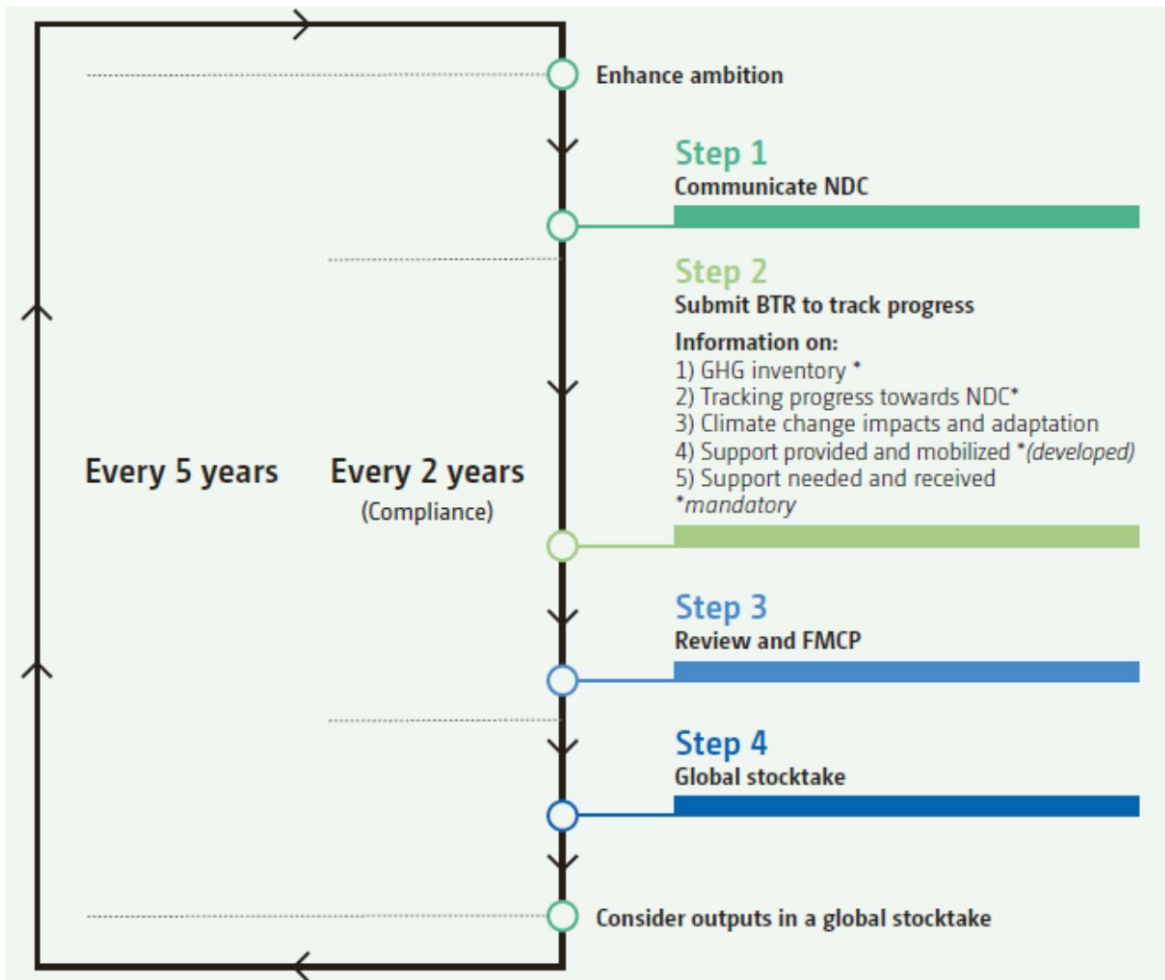 Enhance ambition
Step 1
Communicate NDC
Step 2
Submit BTR to track progress
Information on:
1) GHG inventory *
2) Tracking progress towards NDC*
3) Climate change impacts and adaptation
4) Support provided and mobilized *(developed)
5) Support needed and received
*mandatory
Every 5 years
Every 2 years
(Compliance)
Step 3
Review and FMCP
Step 4
Global stocktake
Consider outputs in a global stocktake